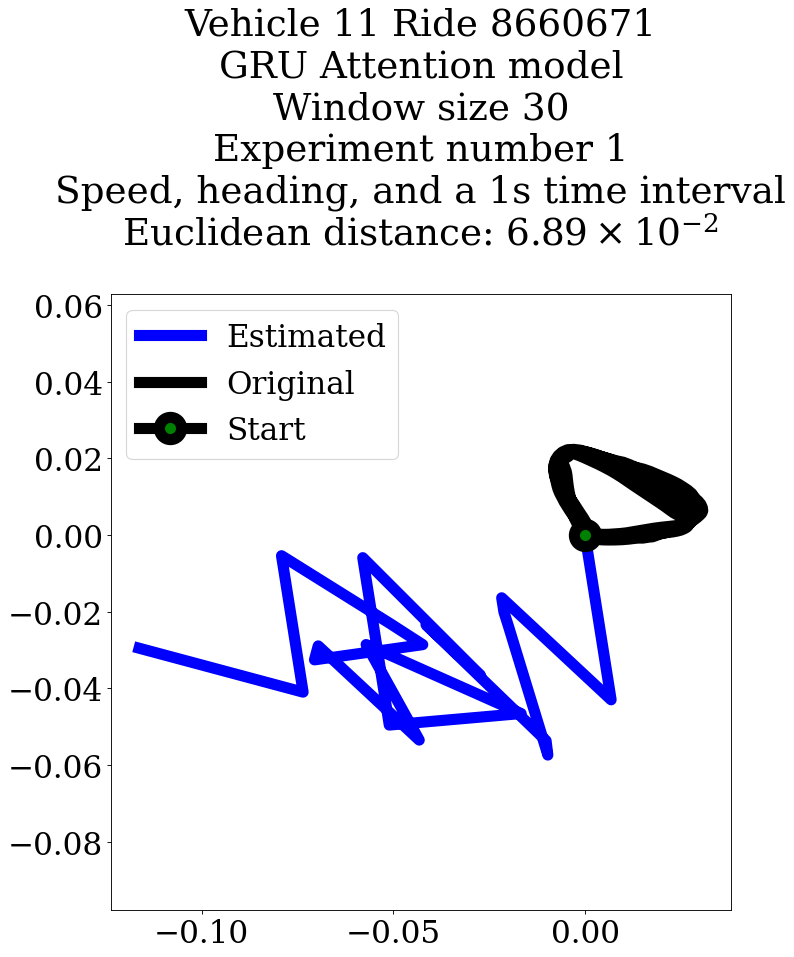 Vehicle 11 Ride 8660671
GRU Attention model
Window size 30
Experiment number 1
Speed, heading, and a 1s time interval
Euclidean distance: 6.89 × 10⁻²
Estimated
Original
Start
0.06
0.04
0.02
0.00
−0.02
−0.04
−0.06
−0.08
−0.10
−0.05
0.00